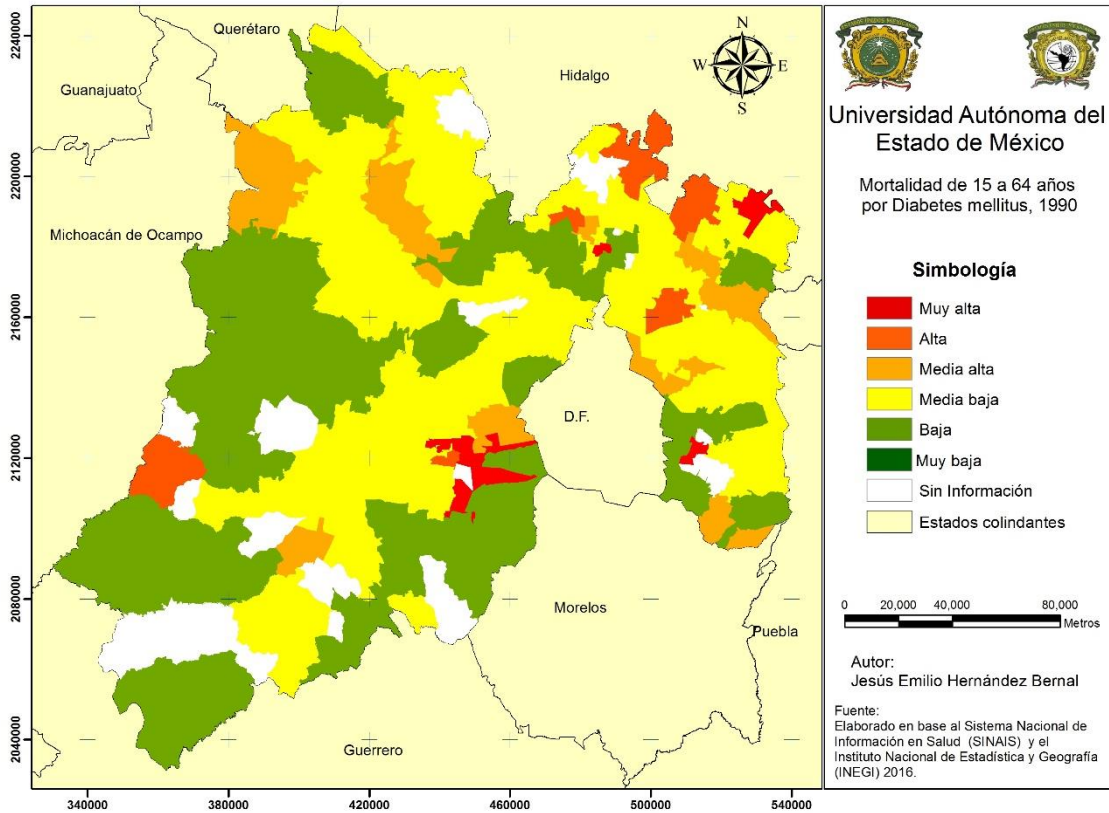 Querétaro
Guanajuato
Hidalgo
Michoacán de Ocampo
D.F.
Morelos
Puebla
Guerrero
N
W E
S
2240000
2200000
2160000
2120000
2080000
2040000
340000 380000 420000 460000 500000 540000
Universidad Autónoma del
Estado de México
Mortalidad de 15 a 64 años
por Diabetes mellitus, 1990
Simbología
Muy alta
Alta
Media alta
Media baja
Baja
Muy baja
Sin Información
Estados colindantes
0 20,000 40,000 80,000
Metros
Autor:
Jesús Emilio Hernández Bernal
Fuente:
Elaborado en base al Sistema Nacional de
Información en Salud (SINAIS) y el
Instituto Nacional de Estadística y Geografía
(INEGI) 2016.